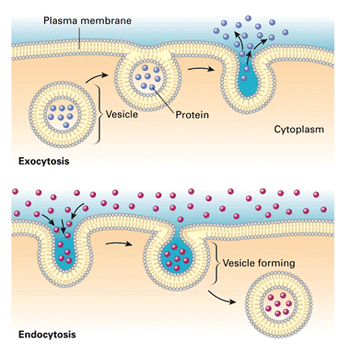 Plasma membrane
Vesicle
Protein
Cytoplasm
Exocytosis
Vesicle forming
Endocytosis